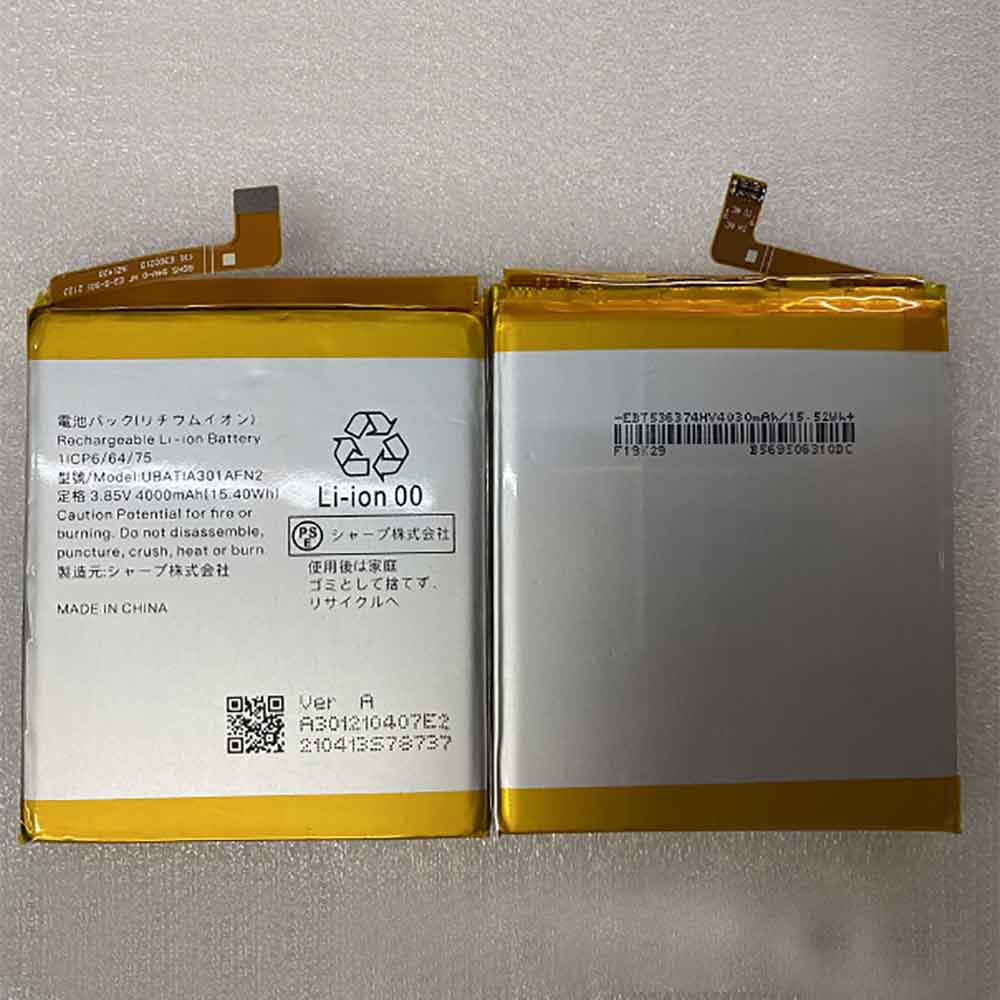 電池パック(リチウムイオン)
Rechargeable Li-ion Battery
1ICP6/64/75
型號/Model:UBATIA301AFN2
定格 3.85V 4000mAh(15.40Wh)
Caution Potential for fire or
burning. Do not disassemble,
puncture, crush, heat or burn
製造元:シャープ株式会社
MADE IN CHINA
Li-ion 00
PS
E
シャープ株式会社
使用後は家庭
ゴミとして捨てず.
リサイクルへ
Ver A
A301210407E2
210413S78737
-EBT536374HV4030mAh/15.52Wh+
F19K29
B569E06310DC